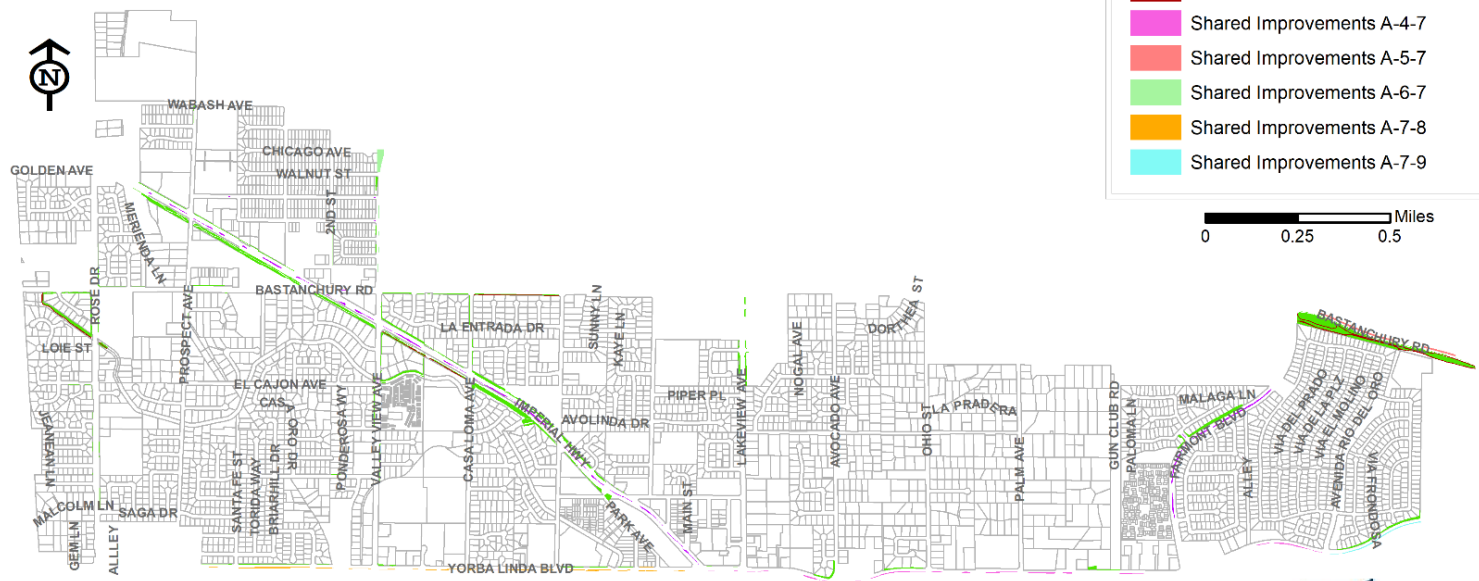 Shared Improvements A-4-7
Shared Improvements A-5-7
Shared Improvements A-6-7
Shared Improvements A-7-8
Shared Improvements A-7-9
Miles
0 0.25 0.5
N
WABASH AVE
CHICAGO AVE
WALNUT ST
GOLDEN AVE
MERIENDA LN
2ND ST
ROSE DR
BASTANCHURY RD
LOIE ST
PROSPECT AVE
LA ENTRADA DR
SUNNY LN
KAYE LN
NOGAL AVE
DORTHEA ST
BASTANCHURY RD
EL CAJON AVE
CASA ORO DR
PONDEROSA WY
VALLEY VIEW AVE
CASA LOMA AVE
IMPERIAL HWY
AVOLINDA DR
PIPER PL
LAKEVIEW AVE
AVOCADO AVE
OHIO ST
LA PRADERA
PALM AVE
GUN CLUB RD
PALOMA LN
MALAGA LN
FAIRMONT BLVD
ALLEY
VIA DEL PRADO
VIA DE LA PLZ
VIA EL MOLINO
AVENIDA RIO DEL ORO
VIA FRONDOSA
JEANEAN LN
MALCOLM LN
SAGA DR
SANTA FE ST
TORIDA WAY
BRIARHILL DR
GEM LN
ALLLEY
PARK AVE
MAIN ST
YORBA LINDA BLVD